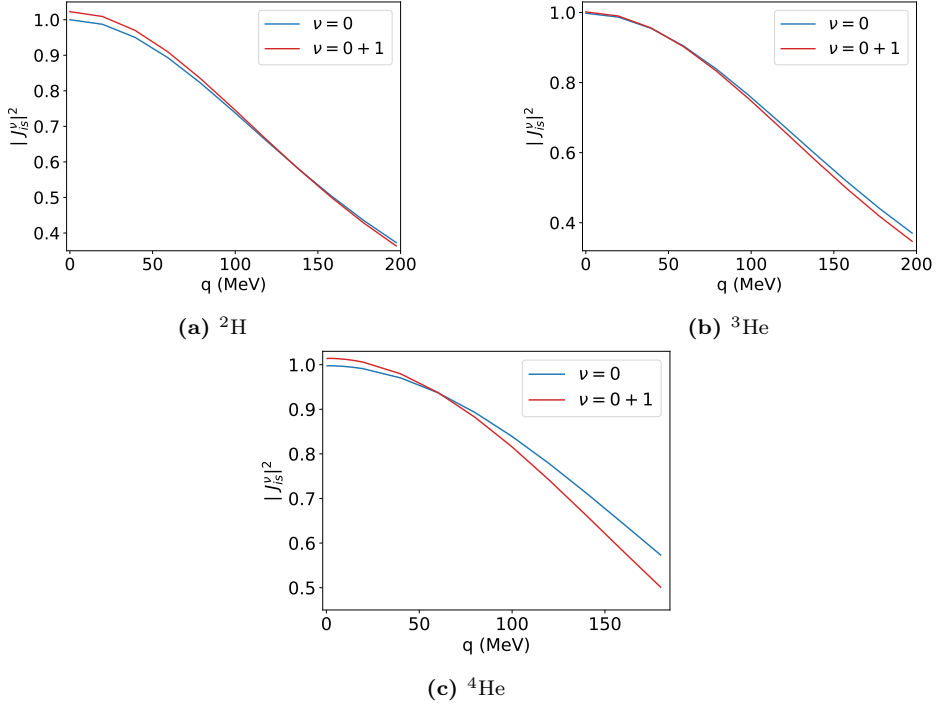 1.0
0.9
0.8
0.7
0.6
0.5
0.4
|J_{is}^{ν}|²
ν = 0
ν = 0 + 1
0 50 100 150 200
q (MeV)
(a) ²H
1.0
0.8
0.6
0.4
|J_{is}^{ν}|²
ν = 0
ν = 0 + 1
0 50 100 150 200
q (MeV)
(b) ³He
1.0
0.9
0.8
0.7
0.6
0.5
|J_{is}^{ν}|²
ν = 0
ν = 0 + 1
0 50 100 150
q (MeV)
(c) ⁴He